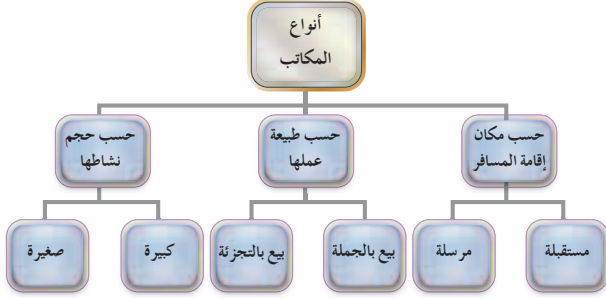 أنواع
المكاتب
حسب مكان
إقامة المسافر
حسب طبيعة
عملها
حسب حجم
نشاطها
مستقبلة
مرسلة
بيع بالجملة
بيع بالتجزئة
كبيرة
صغيرة